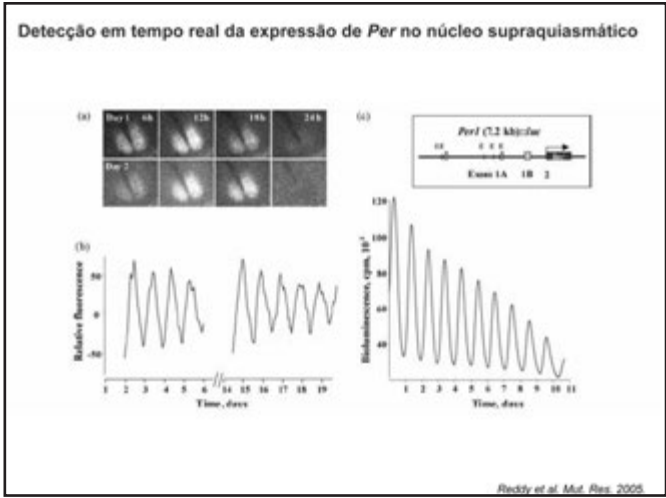 Detecção em tempo real da expressão de Per no núcleo supraquiasmático
(a)
Day 1 6h 12h 18h 24h
Day 2
(c)
Per1 (7.2 kb)::luc
Exons 1A 1B 2
(b)
Relative fluorescence
50
0
-50
1 2 3 4 5 6 14 15 16 17 18 19
Time, days
Bioluminescence, cpm, 10
120
100
80
60
40
1 2 3 4 5 6 7 8 9 10 11
Time, days
Reddy et al. Mut. Res. 2005.